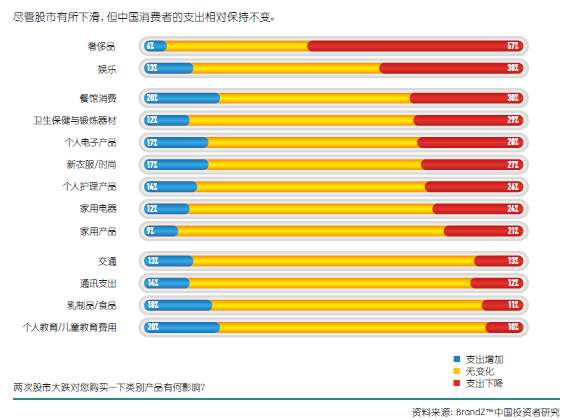 尽管股市有所下滑,但中国消费者的支出相对保持不变。
奢侈品 6% 57%
娱乐 13% 38%
餐馆消费 20% 30%
卫生保健与锻炼器材 12% 29%
个人电子产品 17% 28%
新衣服/时尚 17% 27%
个人护理产品 14% 26%
家用电器 12% 24%
家用产品 9% 21%
交通 13% 13%
通讯支出 14% 12%
乳制品/食品 18% 11%
个人教育/儿童教育费用 20% 10%
支出增加
无变化
支出下降
两次股市大跌对您购买一下类别产品有何影响?
资料来源: BrandZ™中国投资者研究